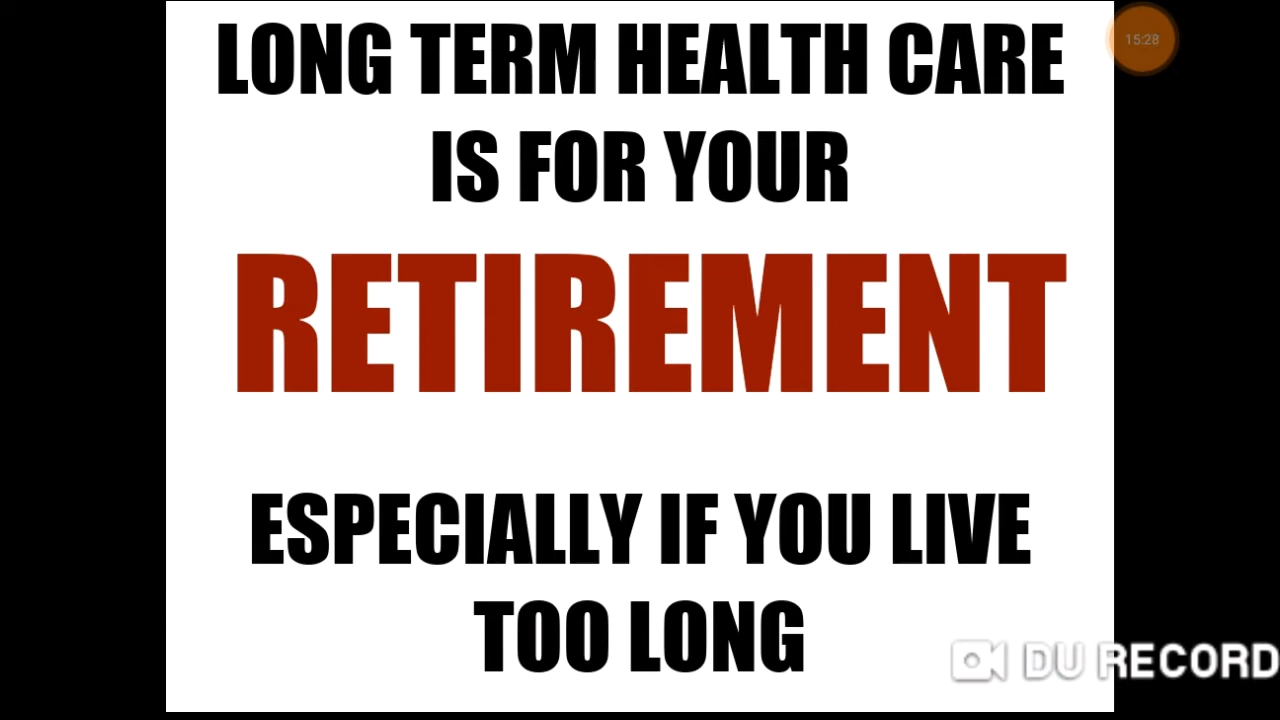 LONG TERM HEALTH CARE
15:28
IS FOR YOUR
RETIREMENT
ESPECIALLY IF YOU LIVE
TOO LONG
DU RECORD